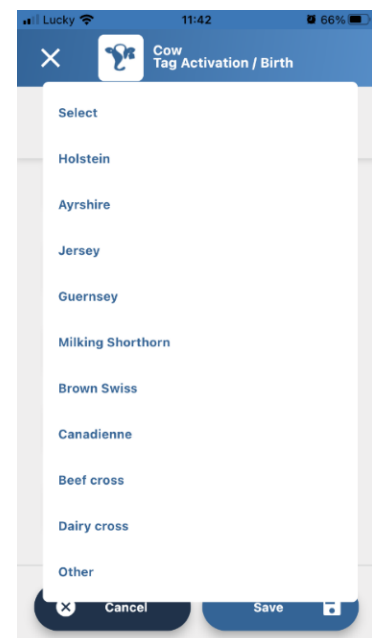 Lucky 11:42 66%
Cow
Tag Activation / Birth
Select
Holstein
Ayrshire
Jersey
Guernsey
Milking Shorthorn
Brown Swiss
Canadienne
Beef cross
Dairy cross
Other
Cancel Save